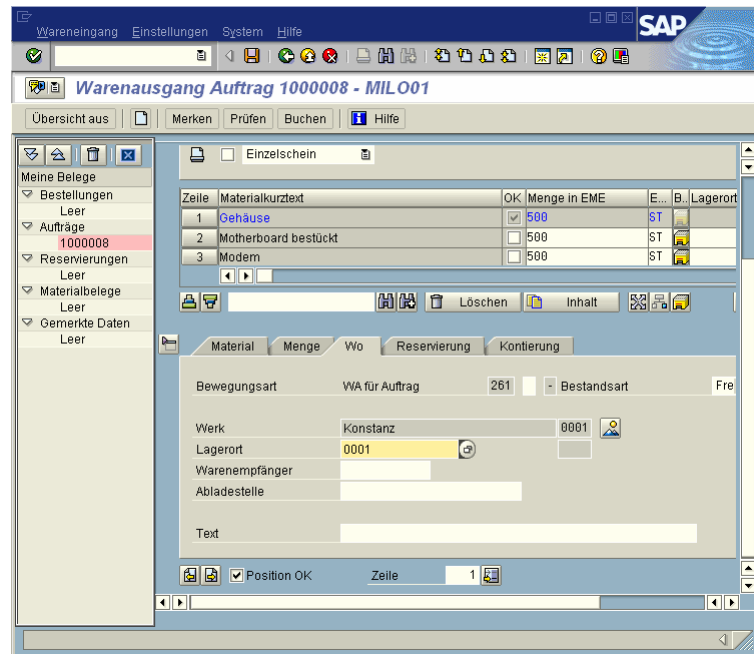 Wareneingang Einstellungen System Hilfe
SAP
Warenausgang Auftrag 1000008 - MILO01
Übersicht aus Merken Prüfen Buchen Hilfe
Einzelschein
Meine Belege
Bestellungen
Leer
Aufträge
1000008
Reservierungen
Leer
Materialbelege
Leer
Gemerkte Daten
Leer
Zeile Materialkurztext OK Menge in EME E... B.. Lagerort
1 Gehäuse 500 ST
2 Motherboard bestückt 500 ST
3 Modem 500 ST
Löschen Inhalt
Material Menge Wo Reservierung Kontierung
Bewegungsart WA für Auftrag 261 - Bestandsart Fre
Werk Konstanz 0001
Lagerort 0001
Warenempfänger
Abladestelle
Text
Position OK Zeile 1